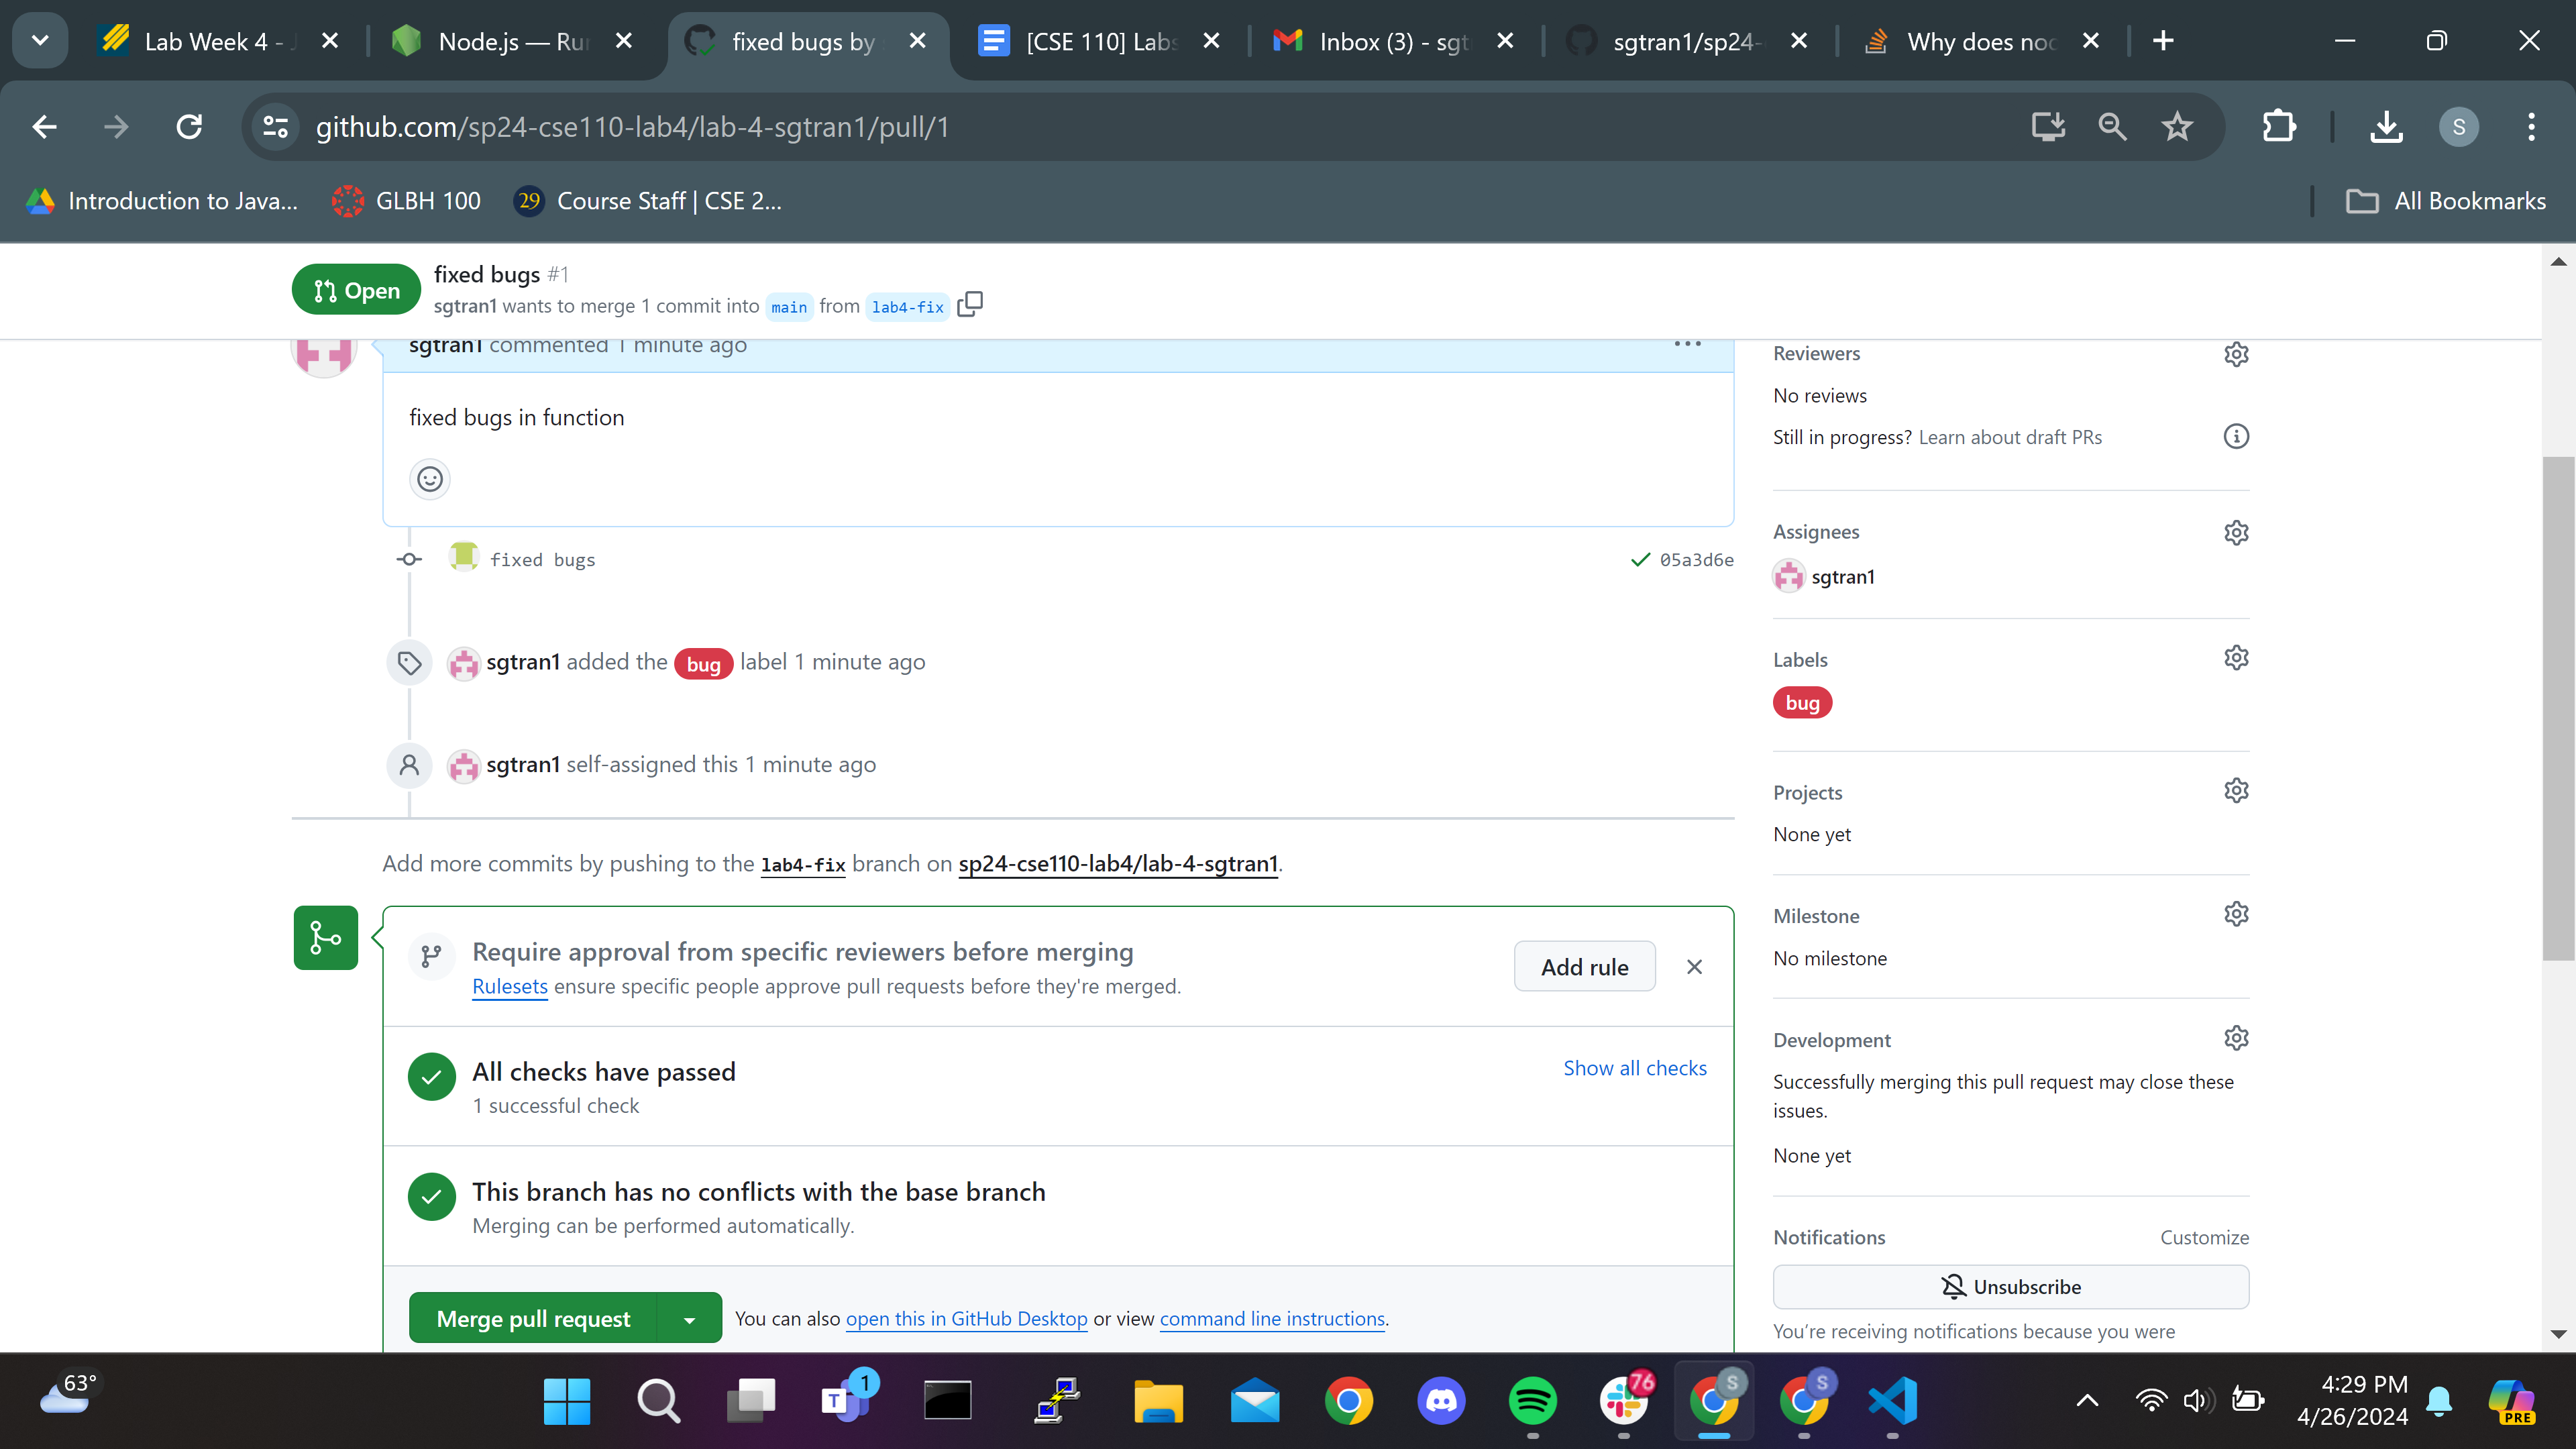 Lab Week 4 - J
Node.js — Run
fixed bugs by
[CSE 110] Labs
Inbox (3) - sgt
sgtran1/sp24-
Why does nod
github.com/sp24-cse110-lab4/lab-4-sgtran1/pull/1
S
Introduction to Java...
GLBH 100
29
Course Staff | CSE 2...
All Bookmarks
Open
fixed bugs #1
sgtran1 wants to merge 1 commit into main from lab4-fix
sgtran1 commented 1 minute ago
fixed bugs in function
fixed bugs
05a3d6e
sgtran1 added the bug label 1 minute ago
sgtran1 self-assigned this 1 minute ago
Add more commits by pushing to the lab4-fix branch on sp24-cse110-lab4/lab-4-sgtran1.
Require approval from specific reviewers before merging
Rulesets ensure specific people approve pull requests before they're merged.
Add rule
All checks have passed
1 successful check
Show all checks
This branch has no conflicts with the base branch
Merging can be performed automatically.
Merge pull request
You can also open this in GitHub Desktop or view command line instructions.
Reviewers
No reviews
Still in progress? Learn about draft PRs
Assignees
sgtran1
Labels
bug
Projects
None yet
Milestone
No milestone
Development
Successfully merging this pull request may close these
issues.
None yet
Notifications
Customize
Unsubscribe
You're receiving notifications because you were
63°
T
1
76
S
S
4:29 PM
4/26/2024
PRE